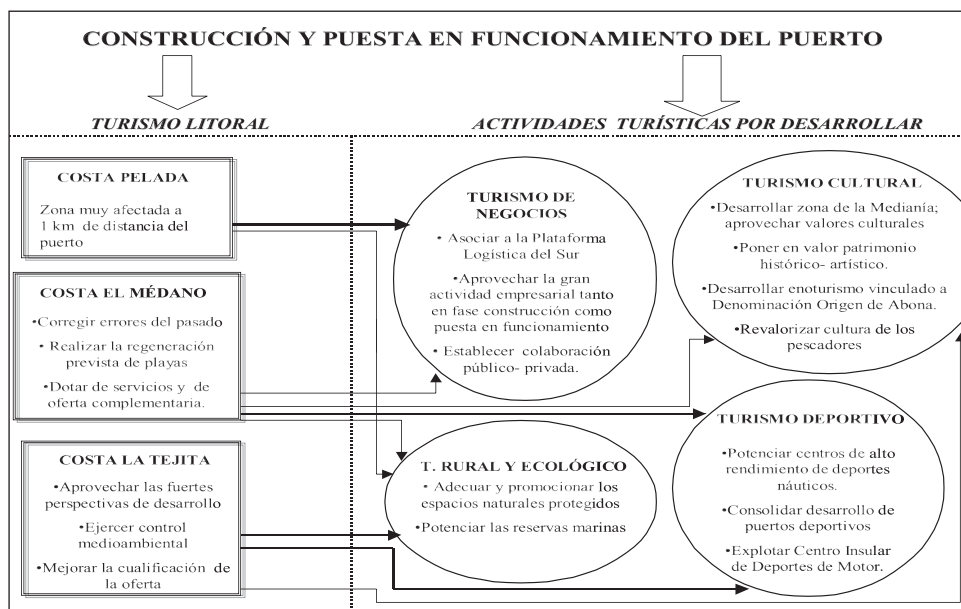 CONSTRUCCIÓN Y PUESTA EN FUNCIONAMIENTO DEL PUERTO
TURISMO LITORAL
ACTIVIDADES TURÍSTICAS POR DESARROLLAR
COSTA PELADA
Zona muy afectada a
1 km de distancia del
puerto
COSTA EL MÉDANO
•Corregir errores del pasado
• Realizar la regeneración
prevista de playas
•Dotar de servicios y de
oferta complementaria.
COSTA LA TEJITA
•Aprovechar las fuertes
perspectivas de desarrollo
•Ejercer control
medioambiental
•Mejorar la cualificación de
la oferta
TURISMO DE
NEGOCIOS
• Asociar a la Plataforma
Logística del Sur
•Aprovechar la gran
actividad empresarial tanto
en fase construcción como
puesta en funcionamiento
• Establecer colaboración
público- privada.
T. RURAL Y ECOLÓGICO
• Adecuar y promocionar los
espacios naturales protegidos
•Potenciar las reservas marinas
TURISMO CULTURAL
•Desarrollar zona de la Medianía;
aprovechar valores culturales
•Poner en valor patrimonio
histórico- artístico.
•Desarrollar enoturismo vinculado a
Denominación Origen de Abona.
•Revalorizar cultura de los
pescadores
TURISMO DEPORTIVO
•Potenciar centros de alto
rendimiento de deportes
náuticos.
•Consolidar desarrollo de
puertos deportivos
•Explotar Centro Insular
de Deportes de Motor.